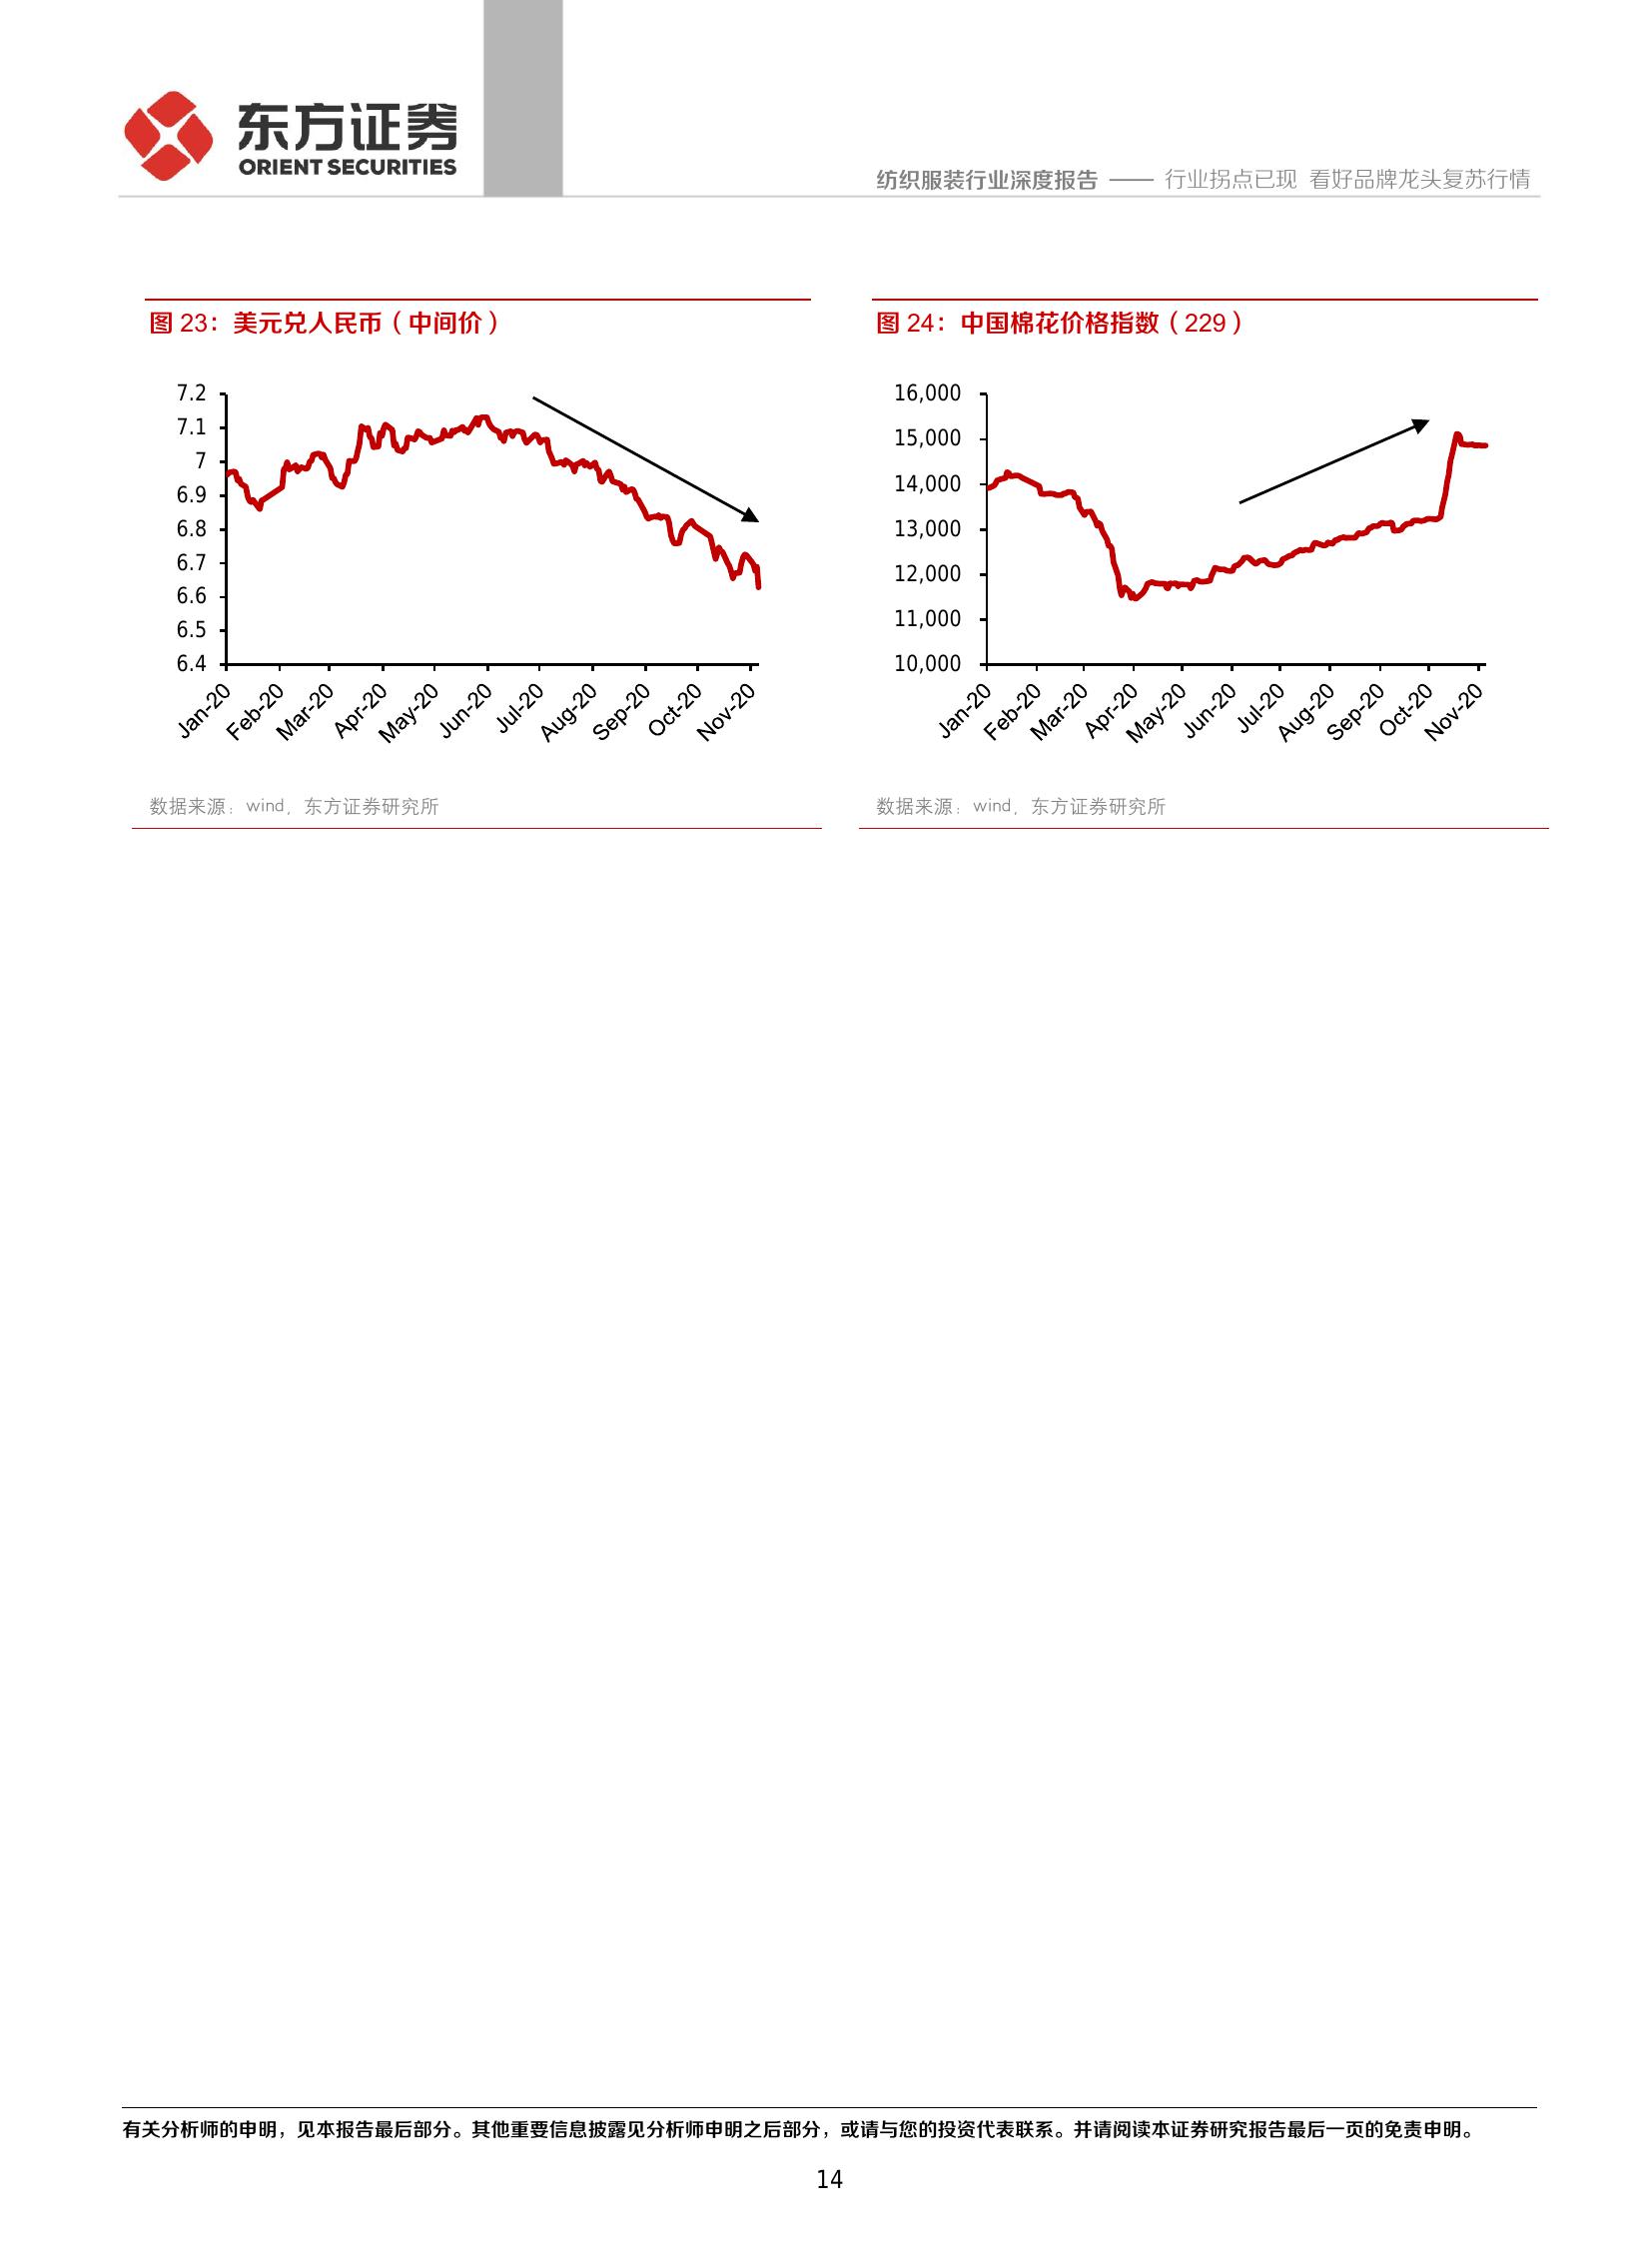 东方证券
ORIENT SECURITIES
纺织服装行业深度报告 —— 行业拐点已现 看好品牌龙头复苏行情
图 23：美元兑人民币（中间价）
7.2
7.1
7
6.9
6.8
6.7
6.6
6.5
6.4
Jan-20
Feb-20
Mar-20
Apr-20
May-20
Jun-20
Jul-20
Aug-20
Sep-20
Oct-20
Nov-20
数据来源：wind，东方证券研究所
图 24：中国棉花价格指数（229）
16,000
15,000
14,000
13,000
12,000
11,000
10,000
Jan-20
Feb-20
Mar-20
Apr-20
May-20
Jun-20
Jul-20
Aug-20
Sep-20
Oct-20
Nov-20
数据来源：wind，东方证券研究所
有关分析师的申明，见本报告最后部分。其他重要信息披露见分析师申明之后部分，或请与您的投资代表联系。并请阅读本证券研究报告最后一页的免责申明。
14